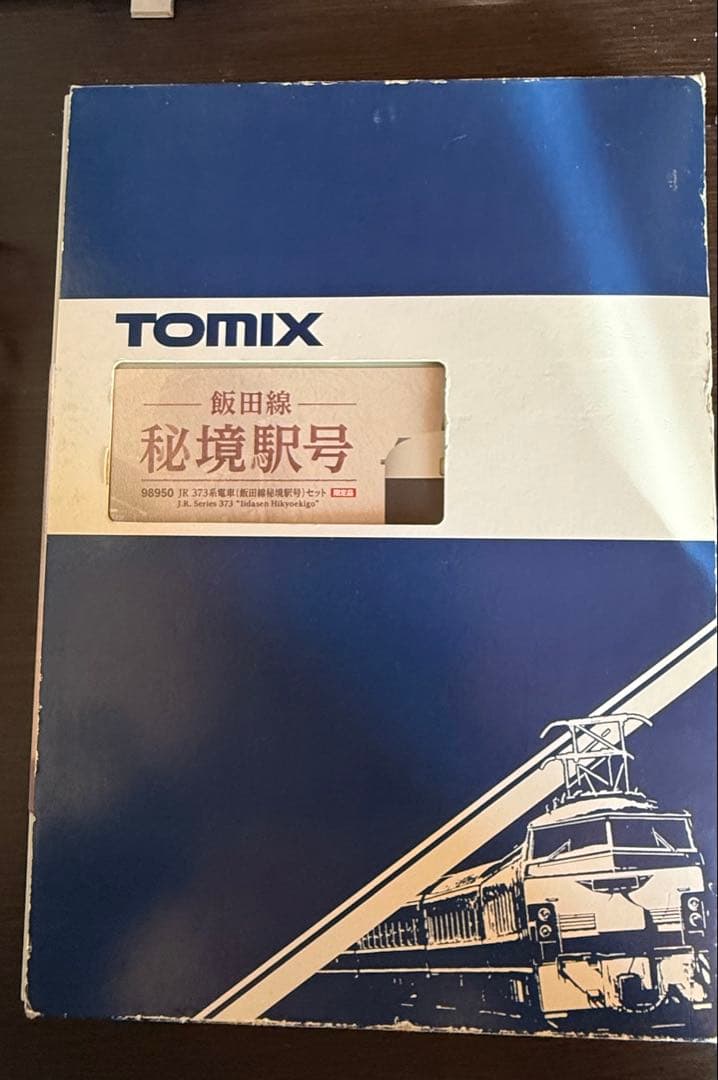 TOMIX
飯田線
秘境駅号
98950 JR 373系電車(飯田線秘境駅号)セット 限定品
J.R. Series 373 "Iidasen Hikyoekigo"